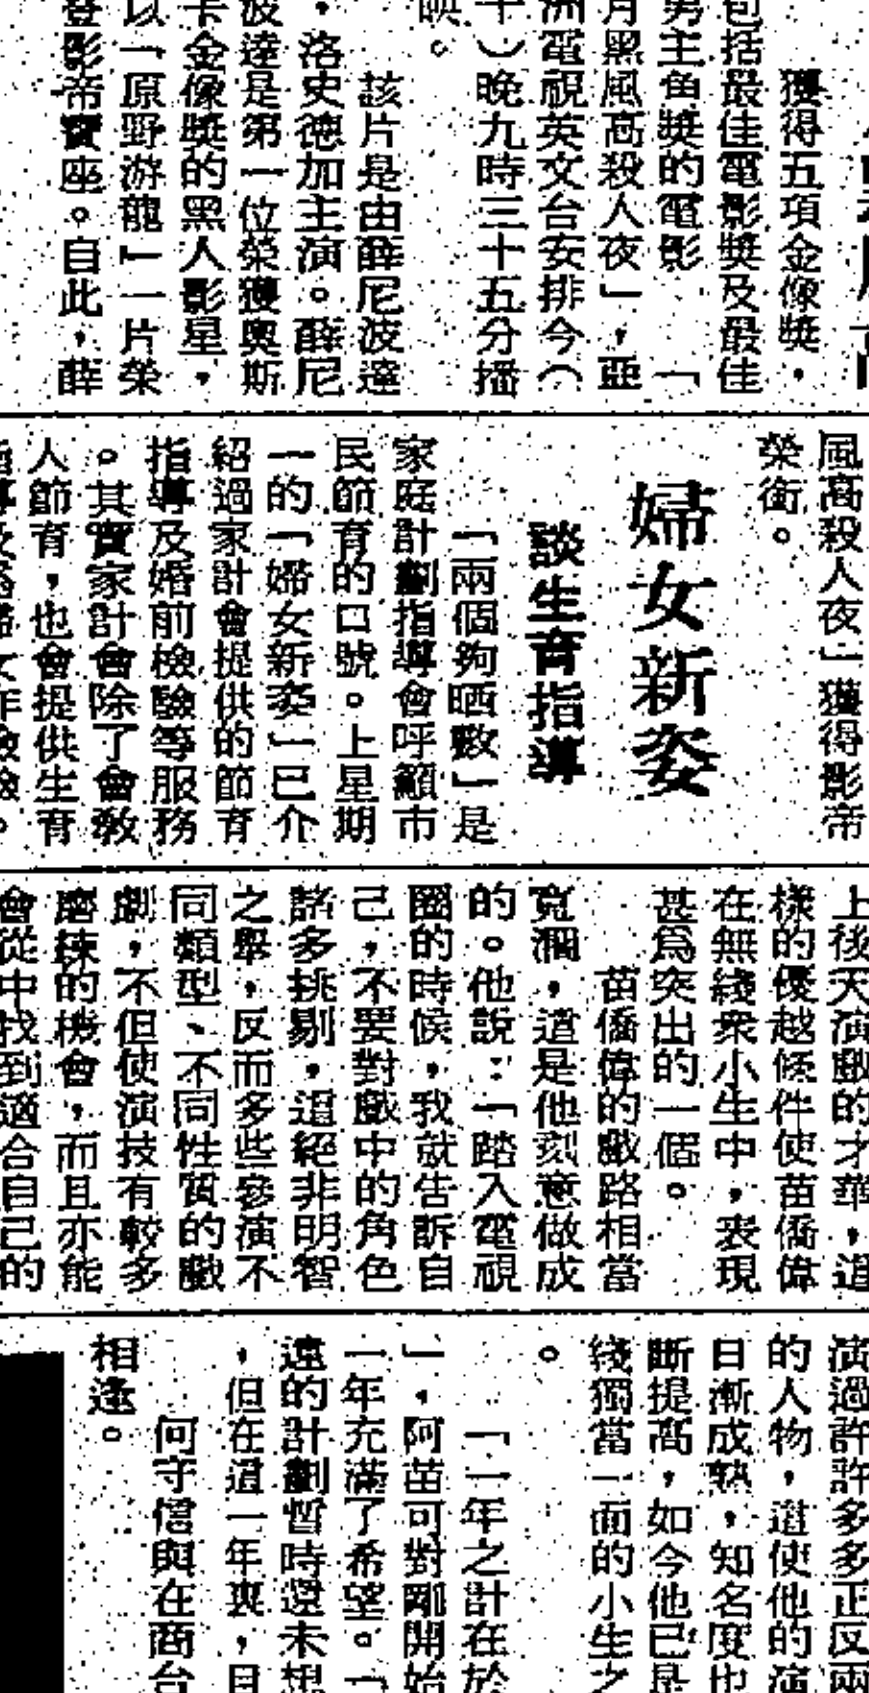 獲得五項金像獎，
包括最佳電影獎及最佳
男主角獎的電影「
月黑風高殺人夜」，亞
洲電視英文台安排今（
十）晚九時三十五分播
映。
該片是由薛尼波達
，洛史德加主演。薛尼
波達是第一位榮獲奧斯
卡金像獎的黑人影星，
以「原野游龍」一片榮
登影帝寶座。自此，薛
風高殺人夜」獲得影帝
榮銜。
婦女新姿
談生育指導
「兩個夠晒數」是
家庭計劃指導會呼籲市
民節育的口號。上星期
一的「婦女新姿」已介
紹過家計會提供的節育
指導及婚前檢驗等服務
。其實家計會除了會教
人節育，也會提供生育
上後天演戲的才華，這
樣的優越條件使苗僑偉
在無綫衆小生中，表現
甚爲突出的一個。
苗僑偉的戲路相當
寬濶，這是他刻意做成
的。他說：「踏入電視
圈的時候，我就告訴自
己，不要對戲中的角色
諸多挑剔，這絕非明智
之舉，反而多些參演不
同類型、不同性質的戲
劇，不但使演技有較多
磨練的機會，而且亦能
會從中找到適合自己的
演過許許多多正反兩
的人物，這使他的演
日漸成熟，知名度也
斷提高，如今他已是
綫獨當一面的小生之
。
「一年之計在於
」，阿苗可對剛開始
一年充滿了希望。「
遠的計劃暫時還未想
，但在這一年裏，目
何守信與在商台
相逢。